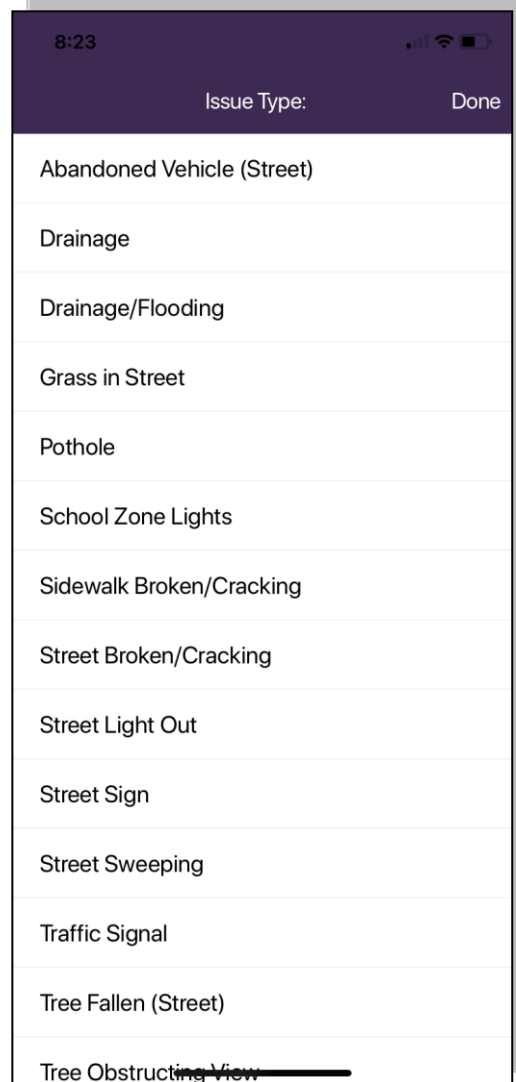 8:23
Issue Type:
Done
Abandoned Vehicle (Street)
Drainage
Drainage/Flooding
Grass in Street
Pothole
School Zone Lights
Sidewalk Broken/Cracking
Street Broken/Cracking
Street Light Out
Street Sign
Street Sweeping
Traffic Signal
Tree Fallen (Street)
Tree Obstructing View